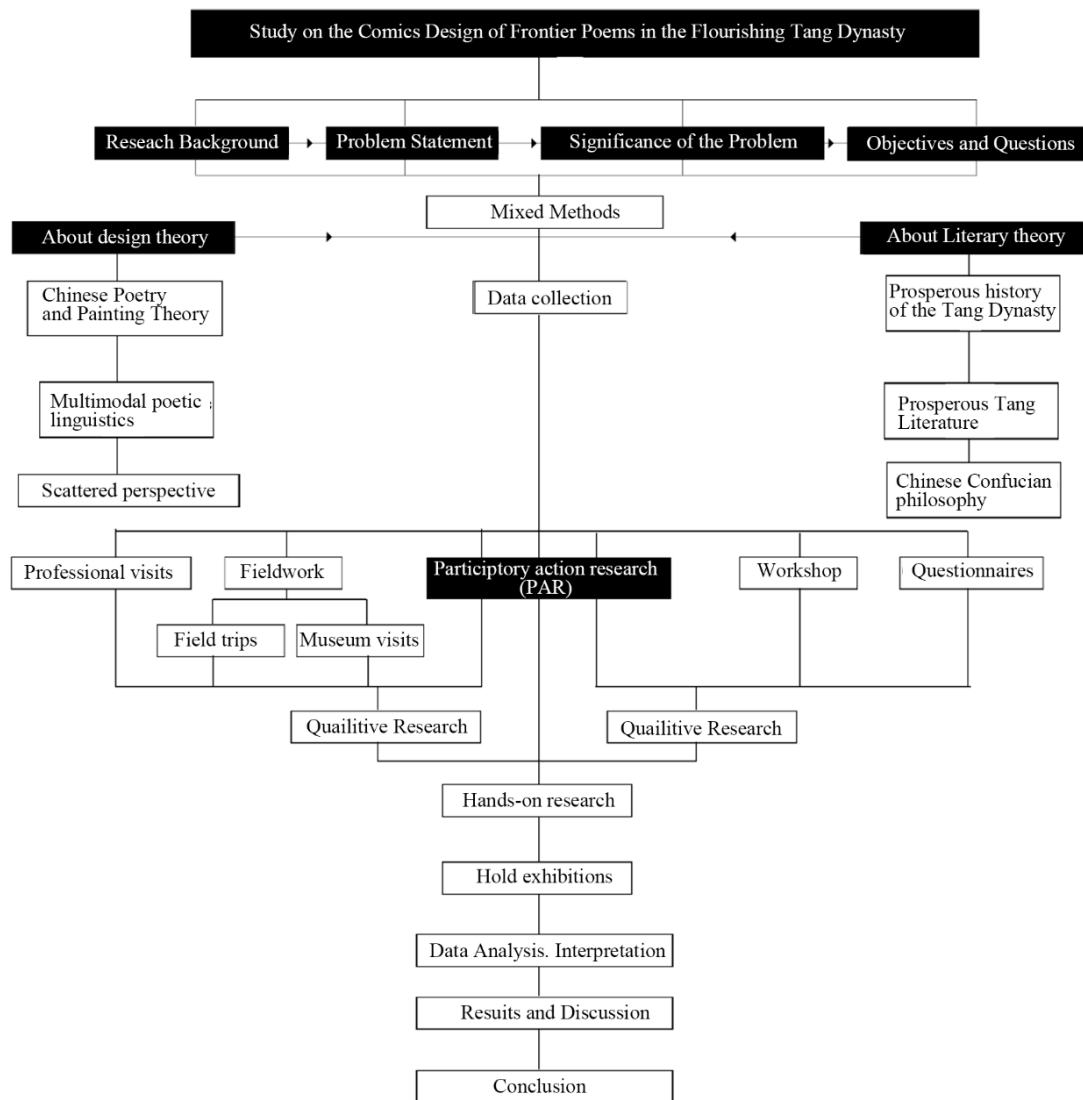 Study on the Comics Design of Frontier Poems in the Flourishing Tang Dynasty
Reseach Background
Problem Statement
Significance of the Problem
Objectives and Questions
Mixed Methods
About design theory
About Literary theory
Chinese Poetry
and Painting Theory
Data collection
Prosperous history
of the Tang Dynasty
Multimodal poetic
linguistics
Prosperous Tang
Literature
Scattered perspective
Chinese Confucian
philosophy
Professional visits
Fieldwork
Participtory action research
(PAR)
Workshop
Questionnaires
Field trips
Museum visits
Quailitive Research
Quailitive Research
Hands-on research
Hold exhibitions
Data Analysis. Interpretation
Resuits and Discussion
Conclusion